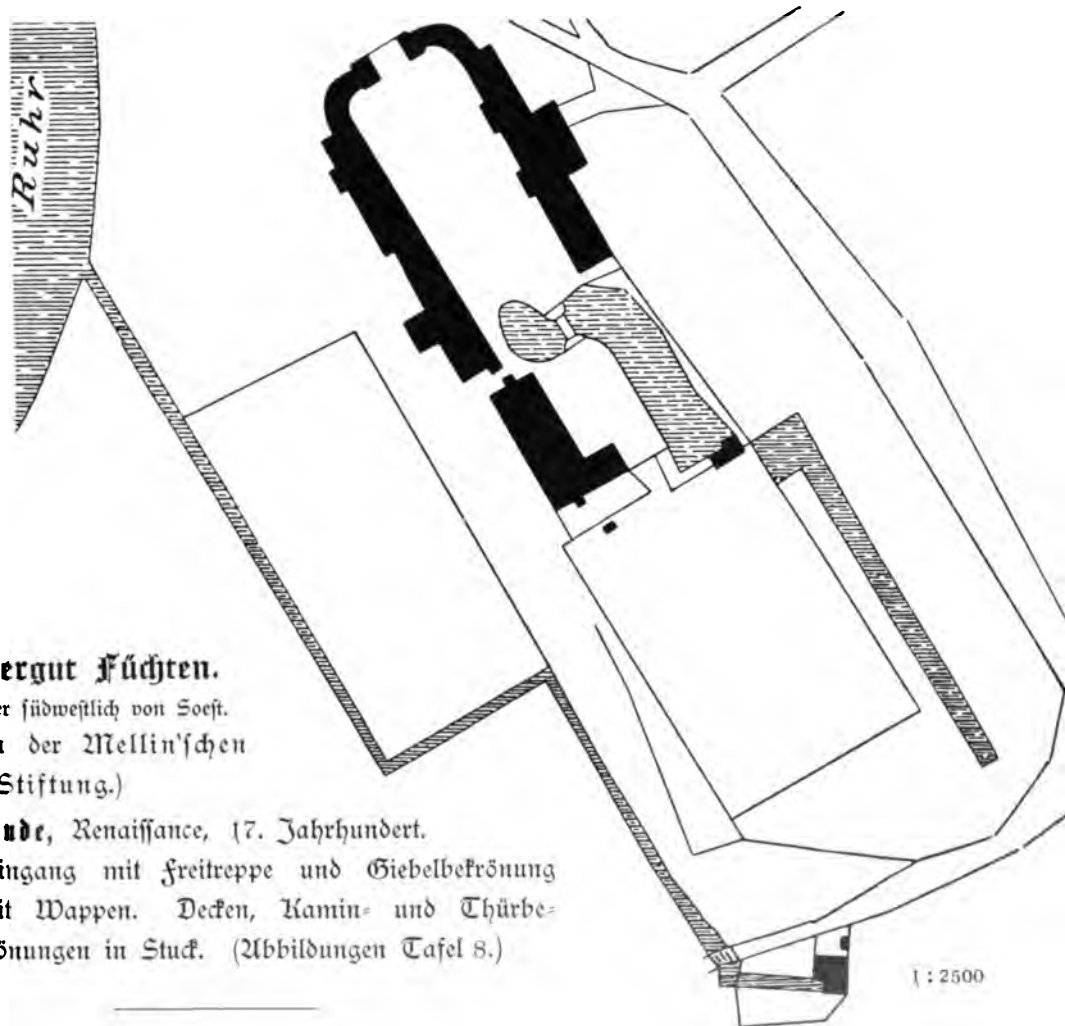 Ruhr
ergut Füchten.
er südwestlich von Soest.
n der Mellin'schen
Stiftung.)
nde, Renaissance, 17. Jahrhundert.
ingang mit Freitreppe und Giebelbekrönung
it Wappen. Decken, Kamin- und Thürbe-
önungen in Stuck. (Abbildungen Tafel 8.)
1 : 2500